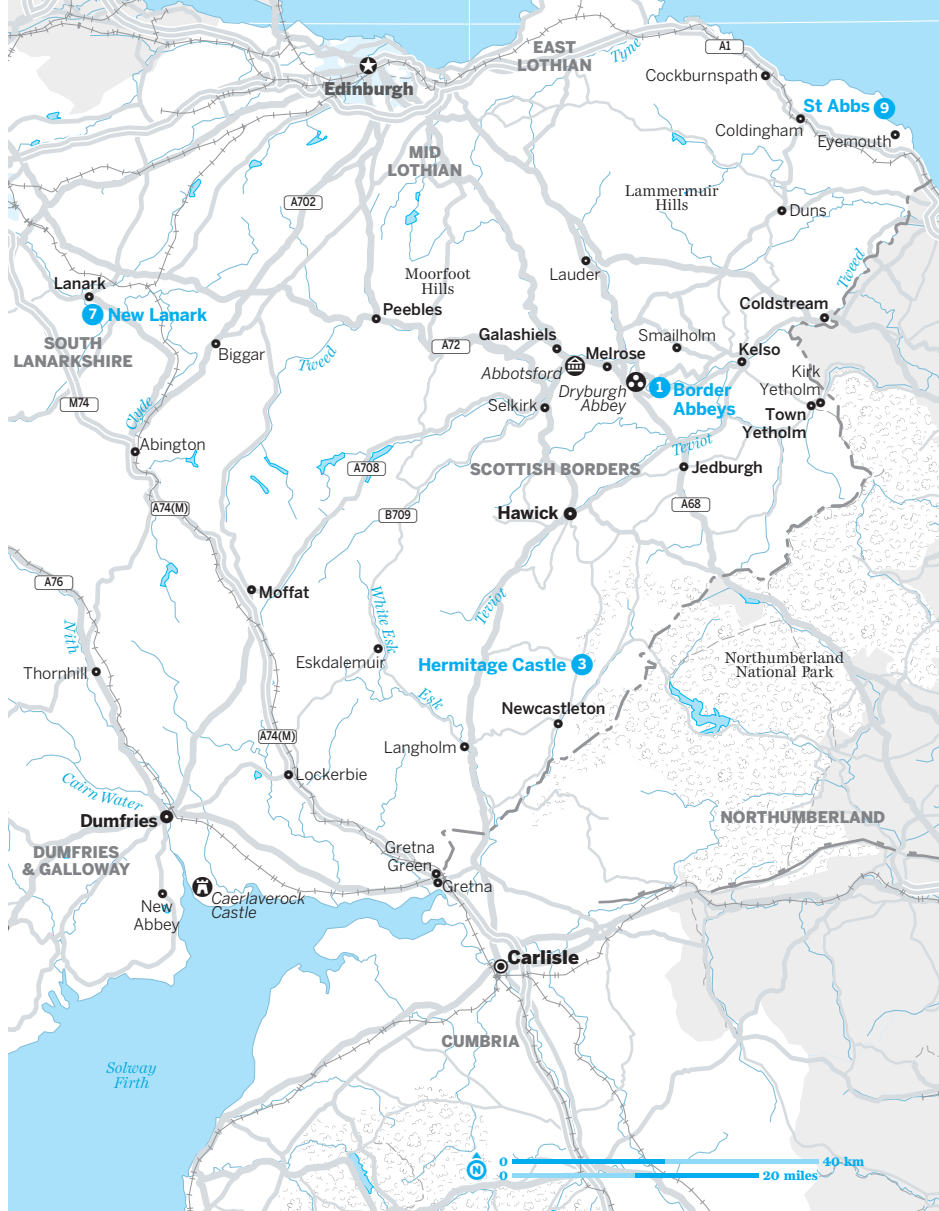 EAST
LOTHIAN
Tyne
A1
Cockburnspath
Edinburgh
St Abbs 9
Coldingham
Eyemouth
MID
LOTHIAN
Lammermuir
Hills
A702
Duns
Lauder
Tweed
Moorfoot
Hills
Lanark
7 New Lanark
Peebles
Coldstream
SOUTH
LANARKSHIRE
Biggar
A72
Galashiels
Smailholm
Melrose
Kelso
Tweed
Abbotsford
Dryburgh
Abbey
1 Border
Abbeys
Kirk
Yetholm
Town
Yetholm
M74
Clyde
Selkirk
Abington
Teviot
A708
SCOTTISH BORDERS
Jedburgh
A74(M)
B709
Hawick
A68
A76
Moffat
Nith
White Esk
Teviot
Thornhill
Eskdalemuir
Hermitage Castle 3
Northumberland
National Park
Esk
Newcastleton
A74(M)
Langholm
Lockerbie
Cairn Water
Dumfries
NORTHUMBERLAND
DUMFRIES
& GALLOWAY
Gretna
Green
Gretna
New
Abbey
Caerlaverock
Castle
Carlisle
CUMBRIA
Solway
Firth
N
0 40 km
0 20 miles